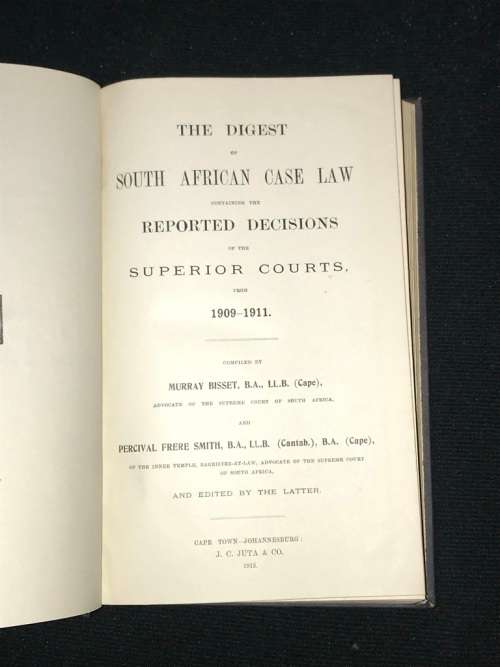 THE DIGEST
OF
SOUTH AFRICAN CASE LAW
CONTAINING THE
REPORTED DECISIONS
OF THE
SUPERIOR COURTS,
FROM
1909-1911.
COMPILED BY
MURRAY BISSET, B.A., LL.B. (Cape),
ADVOCATE OF THE SUPREME COURT OF SOUTH AFRICA,
AND
PERCIVAL FRERE SMITH, B.A., LL.B. (Cantab.), B.A. (Cape),
OF THE INNER TEMPLE, BARRISTER-AT-LAW, ADVOCATE OF THE SUPREME COURT
OF SOUTH AFRICA,
AND EDITED BY THE LATTER.
CAPE TOWN-JOHANNESBURG:
J. C. JUTA & CO.